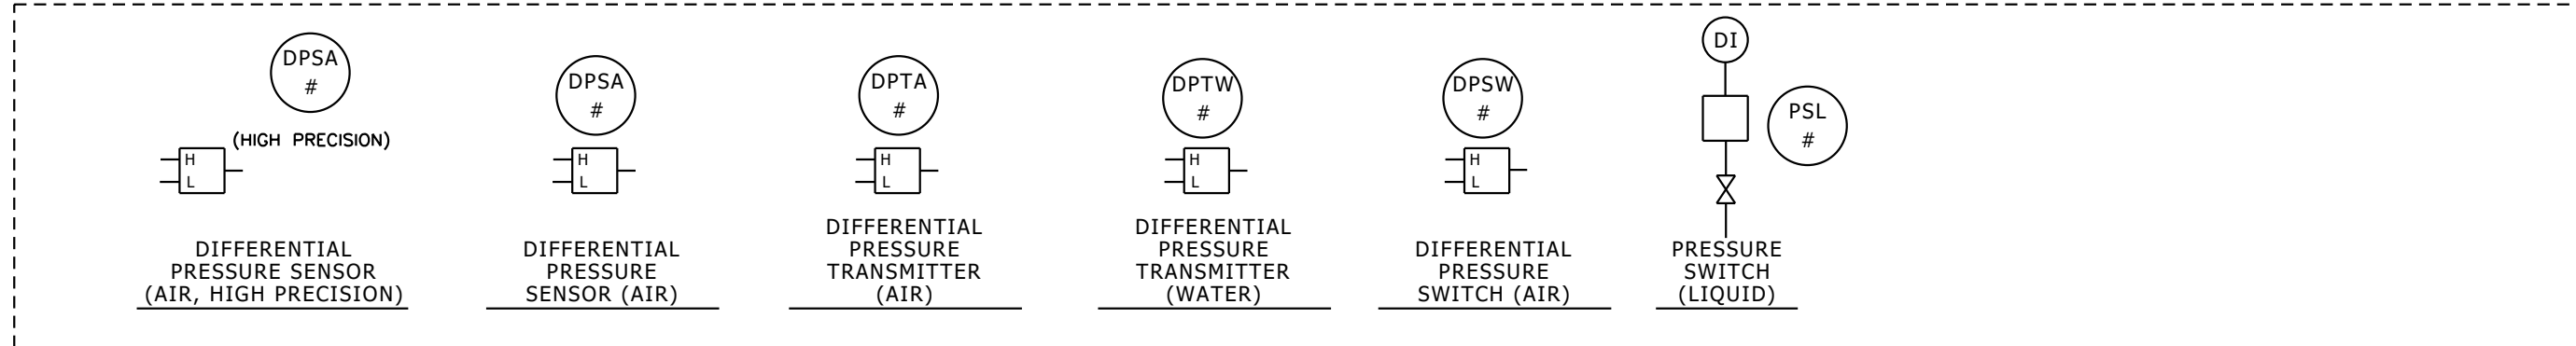 DPSA
#
(HIGH PRECISION)
H
L
DIFFERENTIAL
PRESSURE SENSOR
(AIR, HIGH PRECISION)
DPSA
#
H
L
DIFFERENTIAL
PRESSURE
SENSOR (AIR)
DPTA
#
H
L
DIFFERENTIAL
PRESSURE
TRANSMITTER
(AIR)
DPTW
#
H
L
DIFFERENTIAL
PRESSURE
TRANSMITTER
(WATER)
DPSW
#
H
L
DIFFERENTIAL
PRESSURE
SWITCH (AIR)
DI
PSL
#
PRESSURE
SWITCH
(LIQUID)